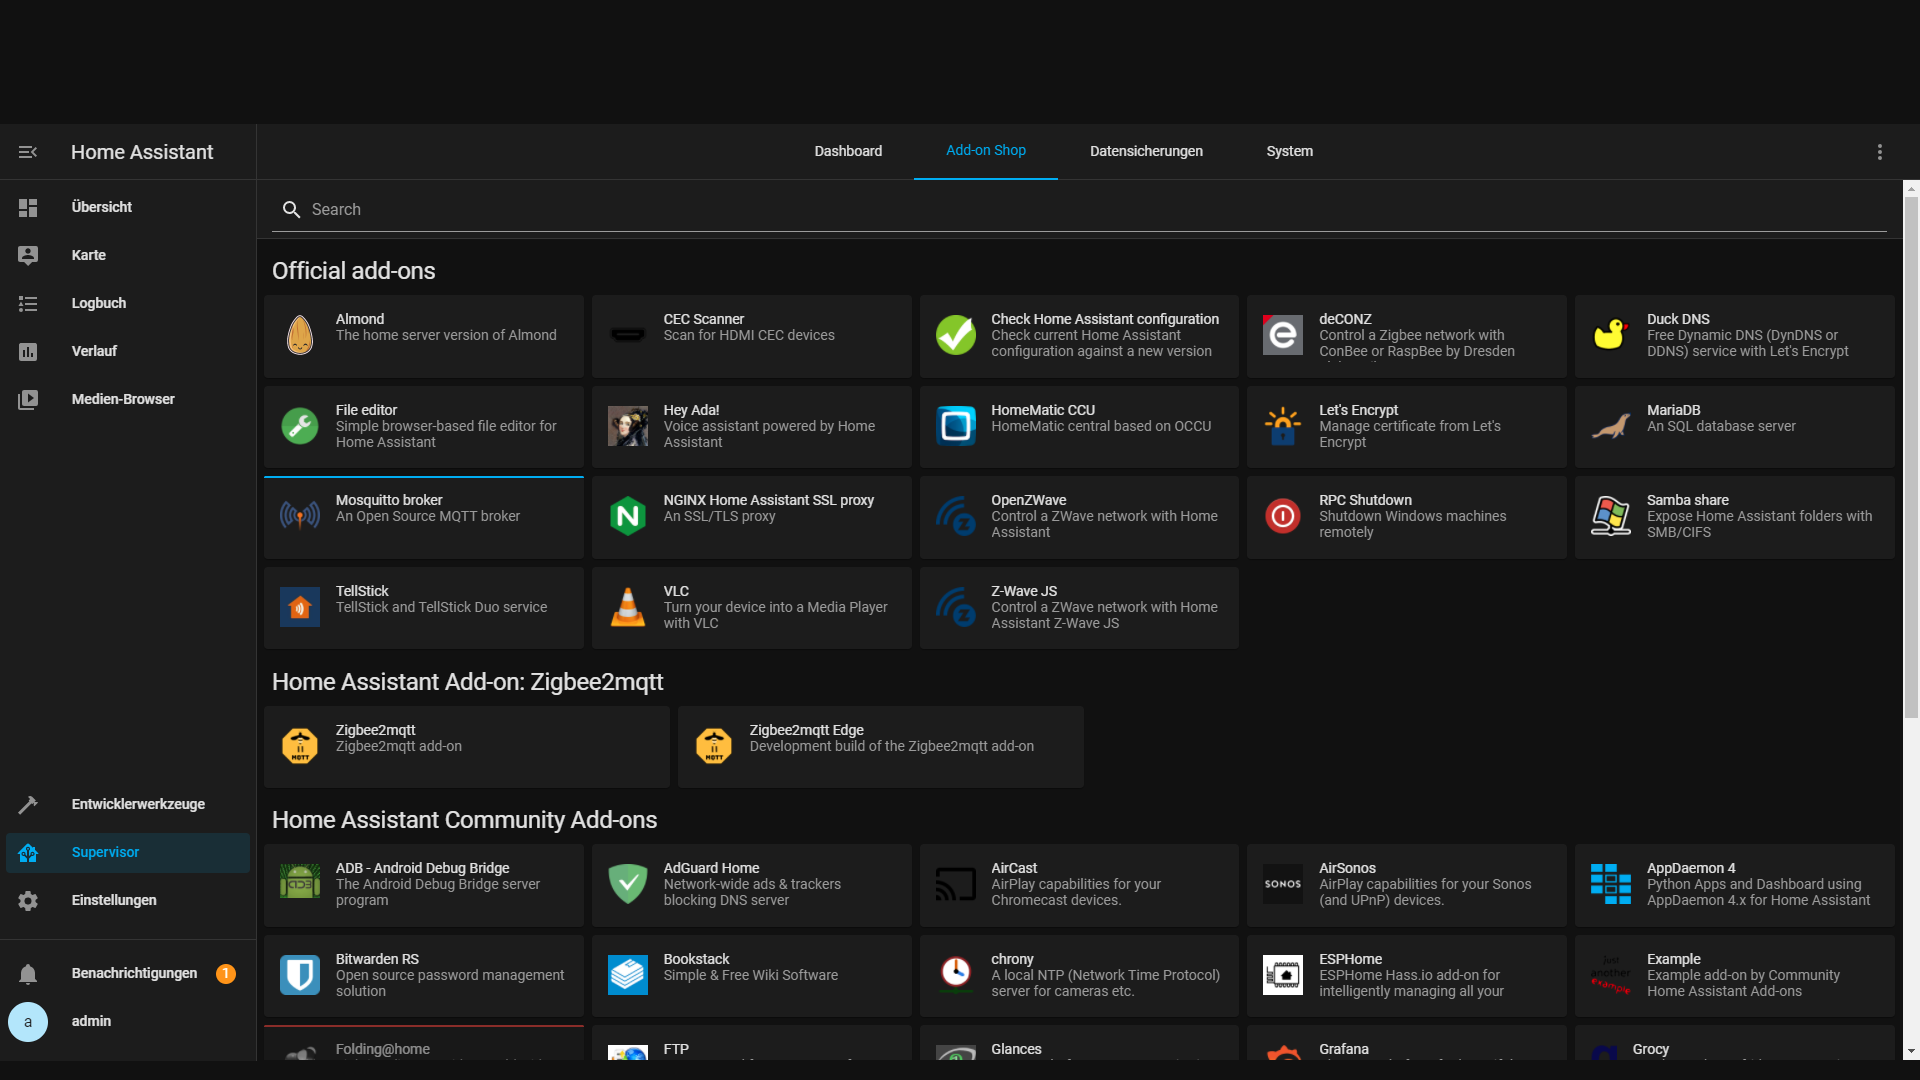 Home Assistant
Dashboard
Add-on Shop
Datensicherungen
System
Übersicht
Karte
Logbuch
Verlauf
Medien-Browser
Entwicklerwerkzeuge
Supervisor
Einstellungen
Benachrichtigungen
1
a
admin
Search
Official add-ons
Almond
The home server version of Almond
CEC Scanner
Scan for HDMI CEC devices
Check Home Assistant configuration
Check current Home Assistant
configuration against a new version
deCONZ
Control a Zigbee network with
ConBee or RaspBee by Dresden
Duck DNS
Free Dynamic DNS (DynDNS or
DDNS) service with Let's Encrypt
File editor
Simple browser-based file editor for
Home Assistant
Hey Ada!
Voice assistant powered by Home
Assistant
HomeMatic CCU
HomeMatic central based on OCCU
Let's Encrypt
Manage certificate from Let's
Encrypt
MariaDB
An SQL database server
Mosquitto broker
An Open Source MQTT broker
NGINX Home Assistant SSL proxy
An SSL/TLS proxy
OpenZWave
Control a ZWave network with Home
Assistant
RPC Shutdown
Shutdown Windows machines
remotely
Samba share
Expose Home Assistant folders with
SMB/CIFS
TellStick
TellStick and TellStick Duo service
VLC
Turn your device into a Media Player
with VLC
Z-Wave JS
Control a ZWave network with Home
Assistant Z-Wave JS
Home Assistant Add-on: Zigbee2mqtt
MQTT
Zigbee2mqtt
Zigbee2mqtt add-on
MQTT
Zigbee2mqtt Edge
Development build of the Zigbee2mqtt add-on
Home Assistant Community Add-ons
ADB - Android Debug Bridge
The Android Debug Bridge server
program
AdGuard Home
Network-wide ads & trackers
blocking DNS server
AirCast
AirPlay capabilities for your
Chromecast devices.
SONOS
AirSonos
AirPlay capabilities for your Sonos
(and UPnP) devices.
AppDaemon 4
Python Apps and Dashboard using
AppDaemon 4.x for Home Assistant
Bitwarden RS
Open source password management
solution
Bookstack
Simple & Free Wiki Software
chrony
A local NTP (Network Time Protocol)
server for cameras etc.
ESPHome
ESPHome Hass.io add-on for
intelligently managing all your
just
another
example
Example
Example add-on by Community
Home Assistant Add-ons
Folding@home
FTP
Glances
Grafana
Grocy